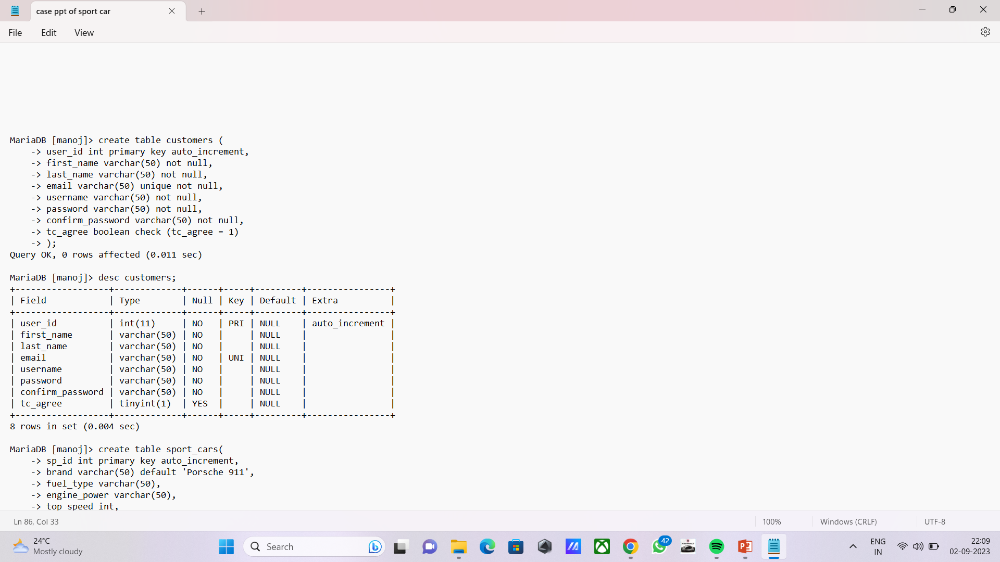 case ppt of sport car
File Edit View
MariaDB [manoj]> create table customers (
    -> user_id int primary key auto_increment,
    -> first_name varchar(50) not null,
    -> last_name varchar(50) not null,
    -> email varchar(50) unique not null,
    -> username varchar(50) not null,
    -> password varchar(50) not null,
    -> confirm_password varchar(50) not null,
    -> tc_agree boolean check (tc_agree = 1)
    -> );
Query OK, 0 rows affected (0.011 sec)

MariaDB [manoj]> desc customers;
+------------------+-------------+------+-----+---------+----------------+
| Field            | Type        | Null | Key | Default | Extra          |
+------------------+-------------+------+-----+---------+----------------+
| user_id          | int(11)     | NO   | PRI | NULL    | auto_increment |
| first_name       | varchar(50) | NO   |     | NULL    |                |
| last_name        | varchar(50) | NO   |     | NULL    |                |
| email            | varchar(50) | NO   | UNI | NULL    |                |
| username         | varchar(50) | NO   |     | NULL    |                |
| password         | varchar(50) | NO   |     | NULL    |                |
| confirm_password | varchar(50) | NO   |     | NULL    |                |
| tc_agree         | tinyint(1)  | YES  |     | NULL    |                |
+------------------+-------------+------+-----+---------+----------------+
8 rows in set (0.004 sec)

MariaDB [manoj]> create table sport_cars(
    -> sp_id int primary key auto_increment,
    -> brand varchar(50) default 'Porsche 911',
    -> fuel_type varchar(50),
    -> engine_power varchar(50),
    -> top speed int,
Ln 86, Col 33 100% Windows (CRLF) UTF-8
24°C
Mostly cloudy
Search
42
ENG
IN
22:09
02-09-2023